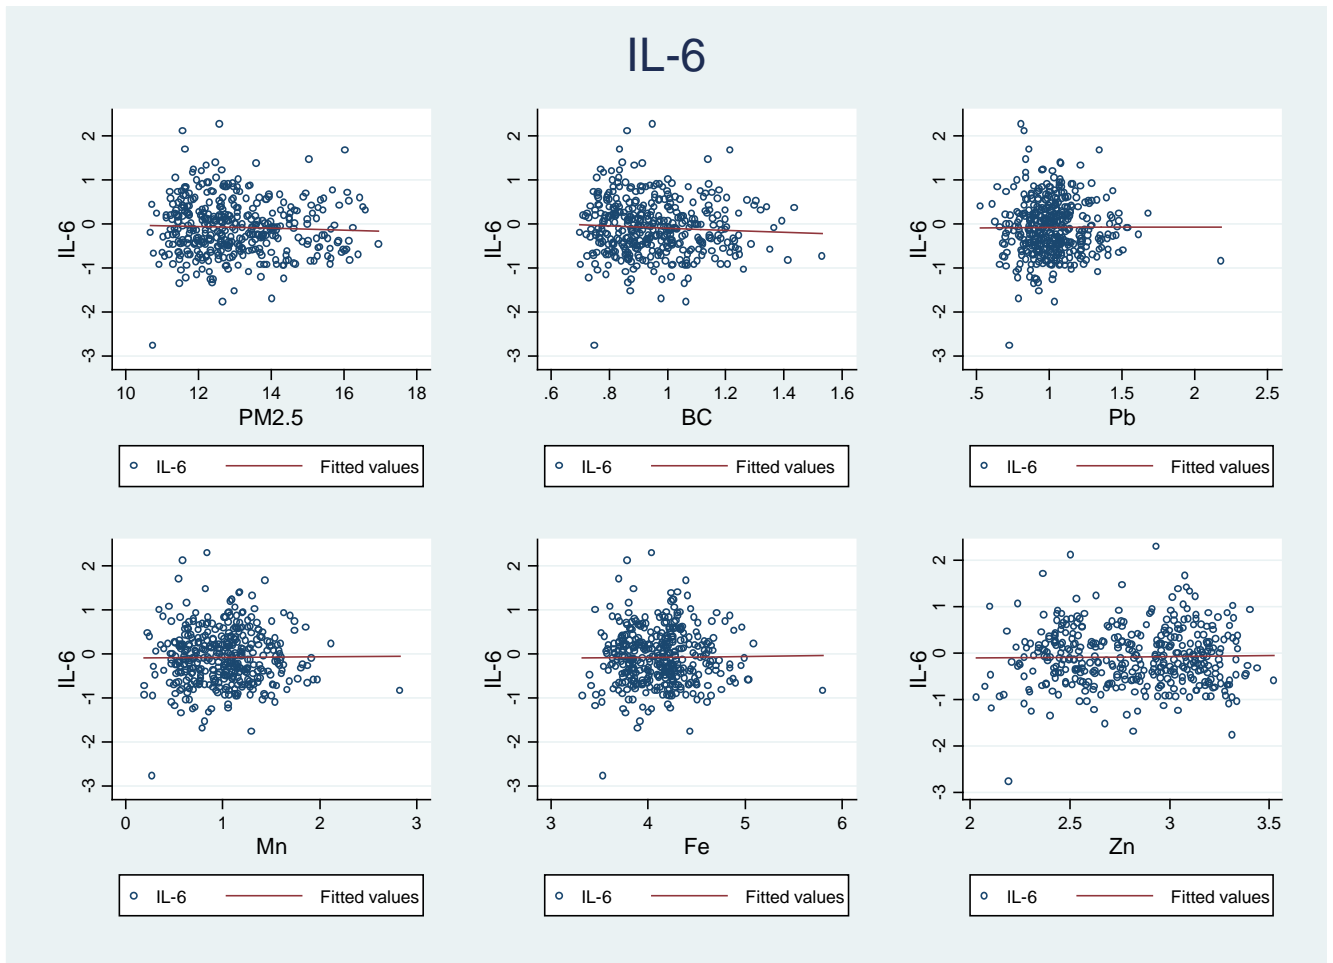 IL-6
IL-6
2
1
0
-1
-2
-3
10 12 14 16 18
PM2.5
IL-6 Fitted values
IL-6
2
1
0
-1
-2
-3
.6 .8 1 1.2 1.4 1.6
BC
IL-6 Fitted values
IL-6
2
1
0
-1
-2
-3
.5 1 1.5 2 2.5
Pb
IL-6 Fitted values
IL-6
2
1
0
-1
-2
-3
0 1 2 3
Mn
IL-6 Fitted values
IL-6
2
1
0
-1
-2
-3
3 4 5 6
Fe
IL-6 Fitted values
IL-6
2
1
0
-1
-2
-3
2 2.5 3 3.5
Zn
IL-6 Fitted values